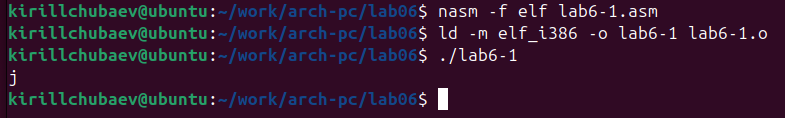 kirillchubaev@ubuntu:~/work/arch-pc/lab06$ nasm -f elf lab6-1.asm
kirillchubaev@ubuntu:~/work/arch-pc/lab06$ ld -m elf_i386 -o lab6-1 lab6-1.o
kirillchubaev@ubuntu:~/work/arch-pc/lab06$ ./lab6-1
j
kirillchubaev@ubuntu:~/work/arch-pc/lab06$